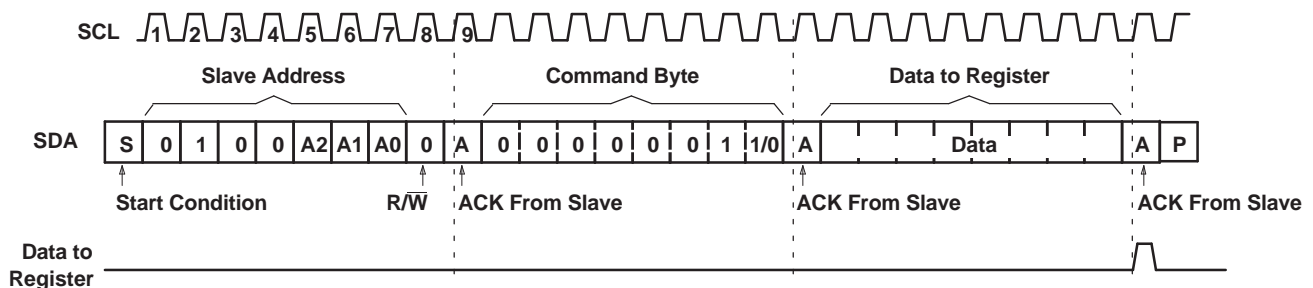 SCL 1 2 3 4 5 6 7 8 9
Slave Address Command Byte Data to Register
SDA S 0 1 0 0 A2 A1 A0 0 A 0 0 0 0 0 0 1 1/0 A Data A P
Start Condition R/W̅ ACK From Slave ACK From Slave ACK From Slave
Data to
Register